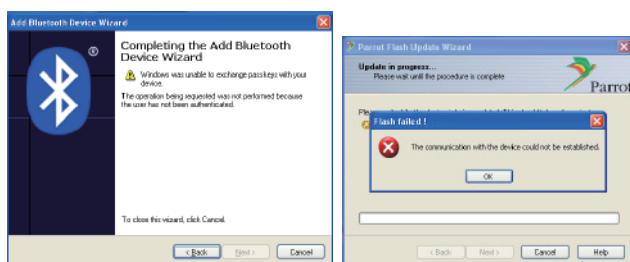 Add Bluetooth Device Wizard
Completing the Add Bluetooth
Device Wizard
Windows was unable to exchange passkeys with your
device.
The operation being requested was not performed because
the user has not been authenticated.
To close this wizard, click Cancel.
< Back
Next >
Cancel
Parrot Flash Update Wizard
Update in progress...
Please wait until the procedure is complete
Parrot
Flash failed !
The communication with the device could not be established.
OK
< Back
Next >
Cancel
Help